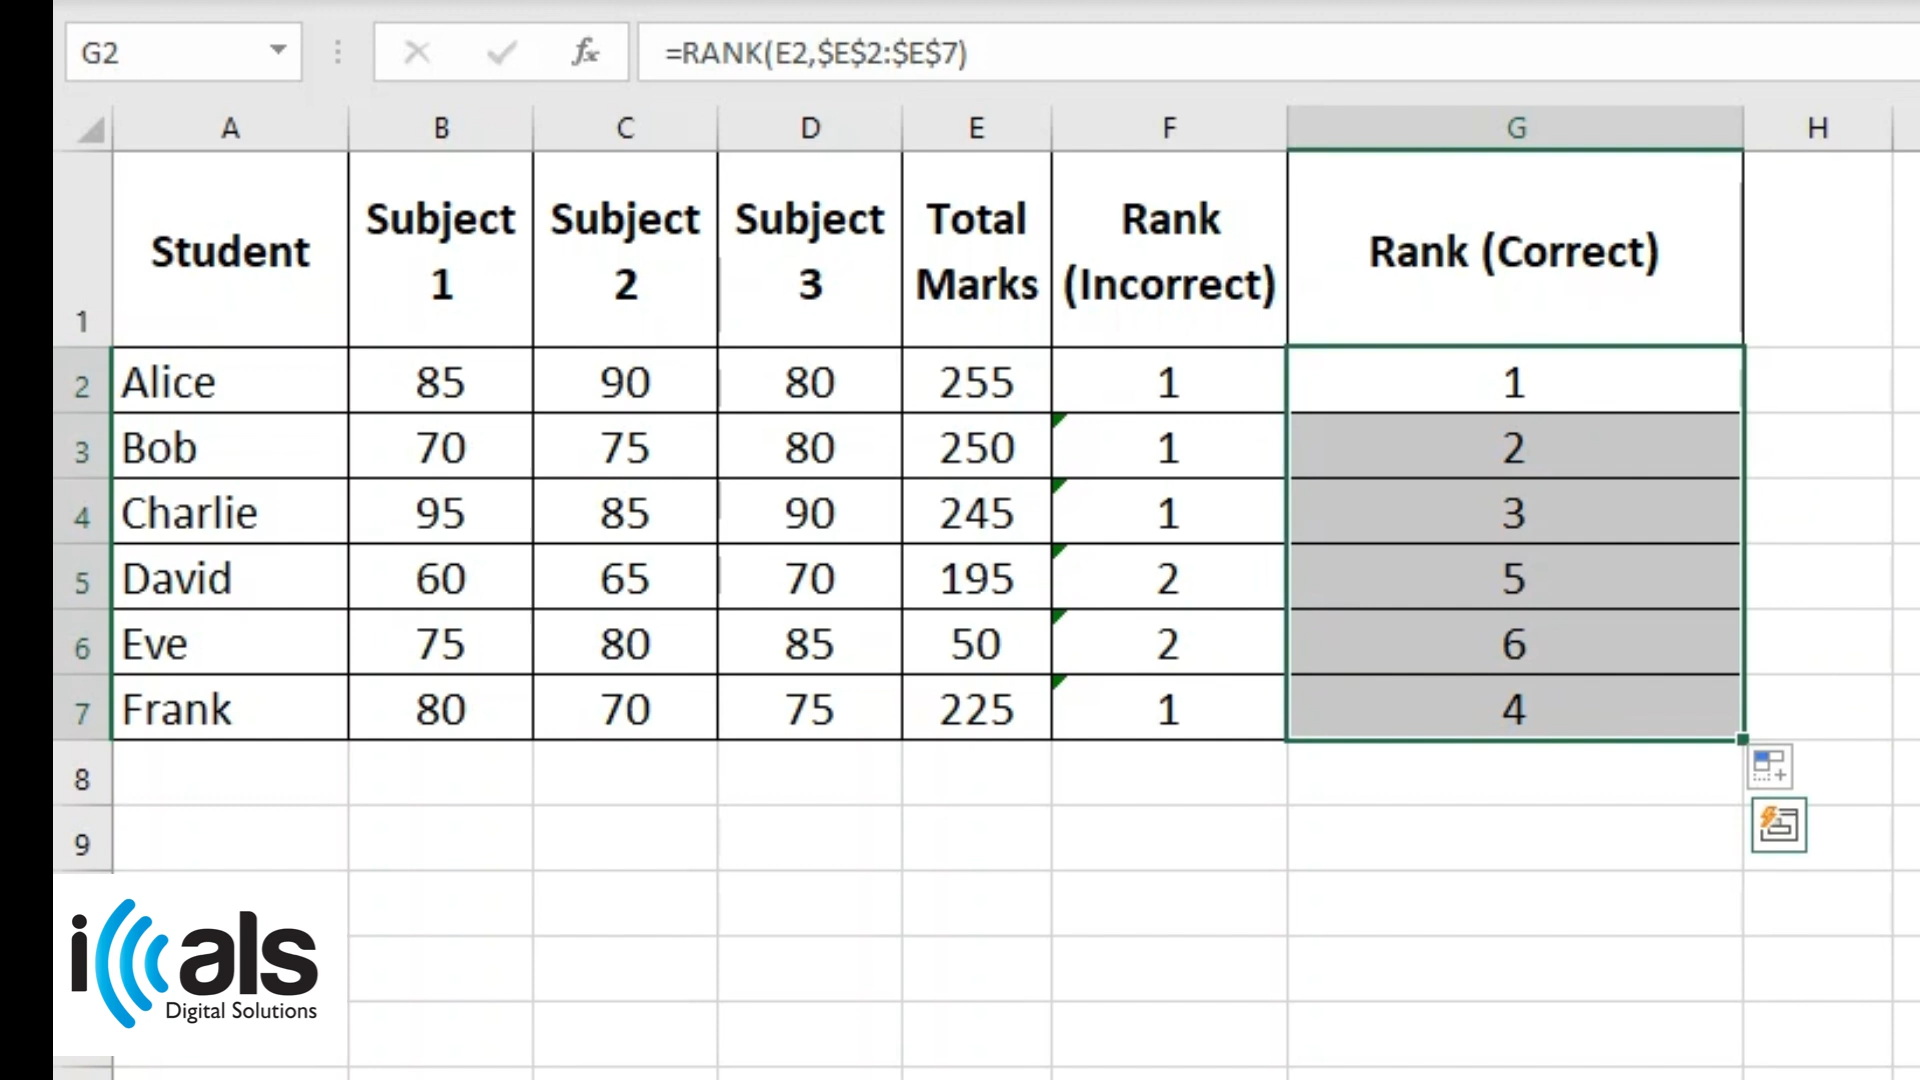 G2 fx =RANK(E2,$E$2:$E$7)
A B C D E F G H
1 Student Subject 1 Subject 2 Subject 3 Total Marks Rank (Incorrect) Rank (Correct)
2 Alice 85 90 80 255 1 1
3 Bob 70 75 80 250 1 2
4 Charlie 95 85 90 245 1 3
5 David 60 65 70 195 2 5
6 Eve 75 80 85 50 2 6
7 Frank 80 70 75 225 1 4
8
9
icals
Digital Solutions